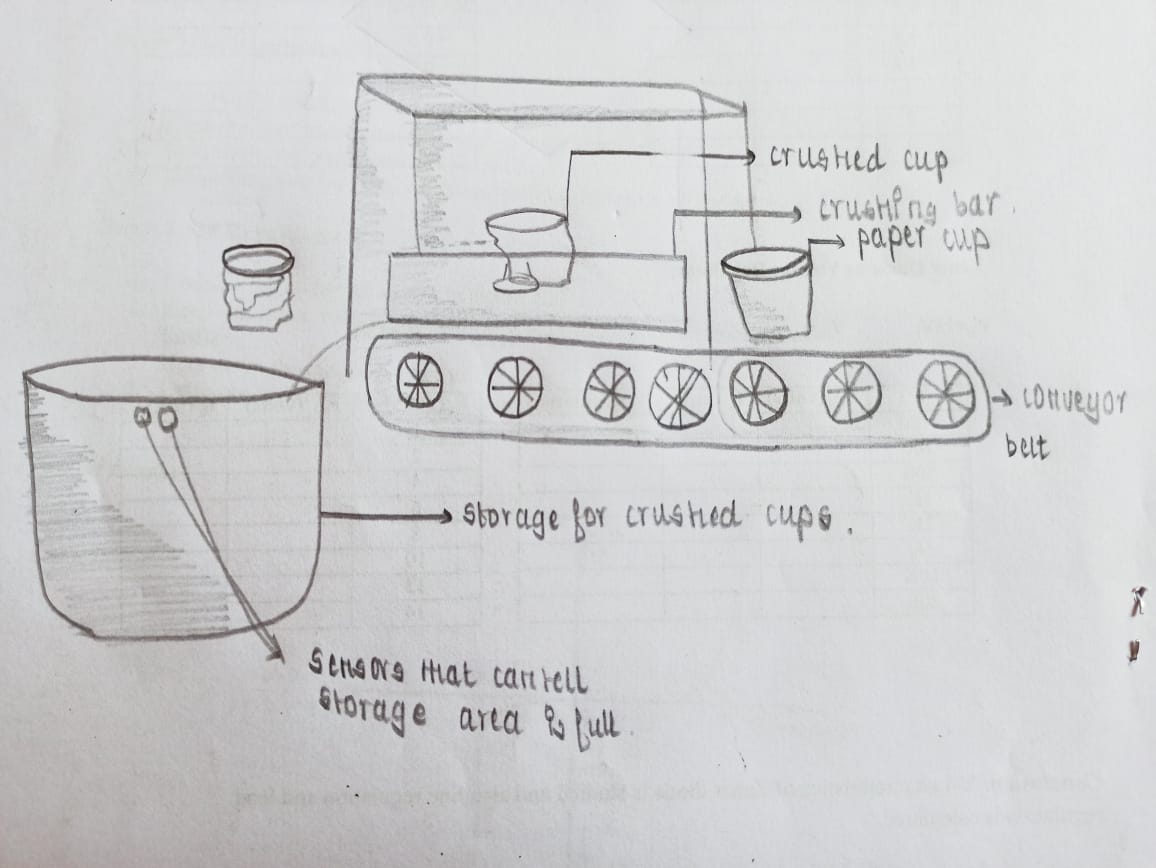 crushed cup
crushing bar.
paper cup
conveyor
belt
storage for crushed cups.
sensors that can tell
storage area is full.